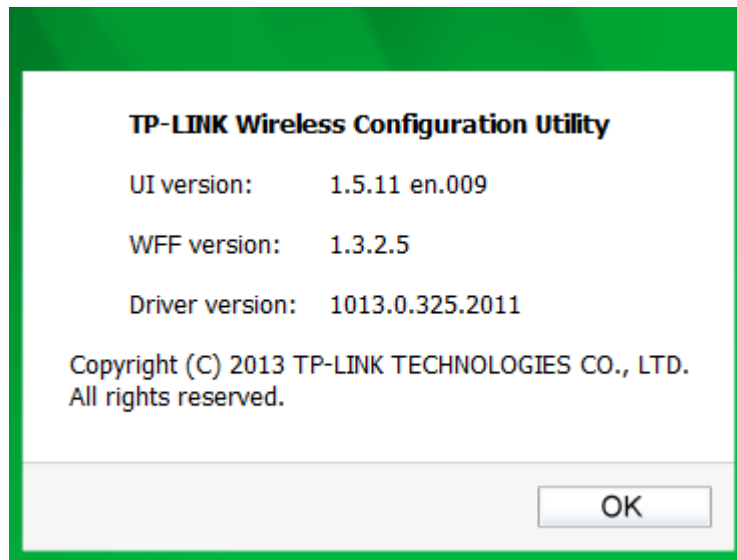 TP-LINK Wireless Configuration Utility
UI version: 1.5.11 en.009
WFF version: 1.3.2.5
Driver version: 1013.0.325.2011
Copyright (C) 2013 TP-LINK TECHNOLOGIES CO., LTD.
All rights reserved.
OK